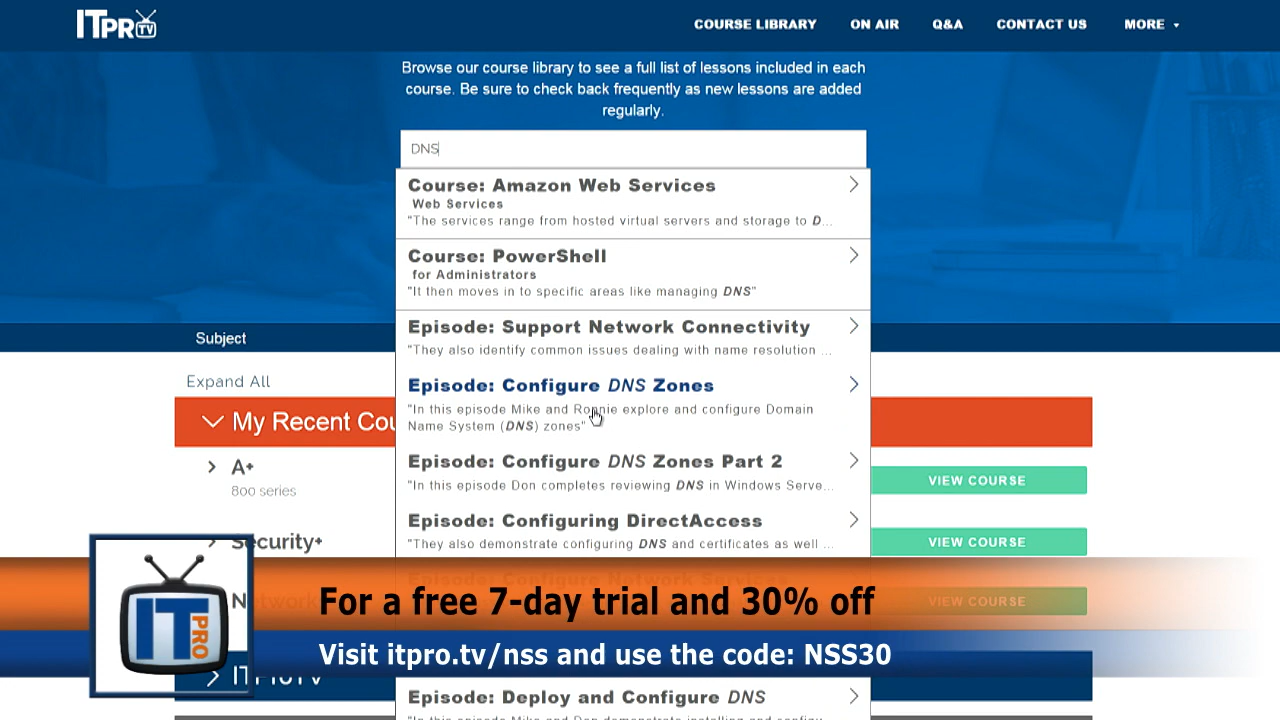 ITPRO TV
COURSE LIBRARY ON AIR Q&A CONTACT US MORE
Browse our course library to see a full list of lessons included in each
course. Be sure to check back frequently as new lessons are added
regularly.
DNS
Course: Amazon Web Services
Web Services
"The services range from hosted virtual servers and storage to D...
Course: PowerShell
for Administrators
"It then moves in to specific areas like managing DNS"
Subject
Episode: Support Network Connectivity
"They also identify common issues dealing with name resolution ...
Expand All
Episode: Configure DNS Zones
"In this episode Mike and Ronnie explore and configure Domain
Name System (DNS) zones"
My Recent Cou
Episode: Configure DNS Zones Part 2
"In this episode Don completes reviewing DNS in Windows Serve...
A+
800 series
VIEW COURSE
Episode: Configuring DirectAccess
"They also demonstrate configuring DNS and certificates as well ...
Security+
VIEW COURSE
Episode: Configure Network Services
VIEW COURSE
IT PRO
For a free 7-day trial and 30% off
Visit itpro.tv/nss and use the code: NSS30
Episode: Deploy and Configure DNS